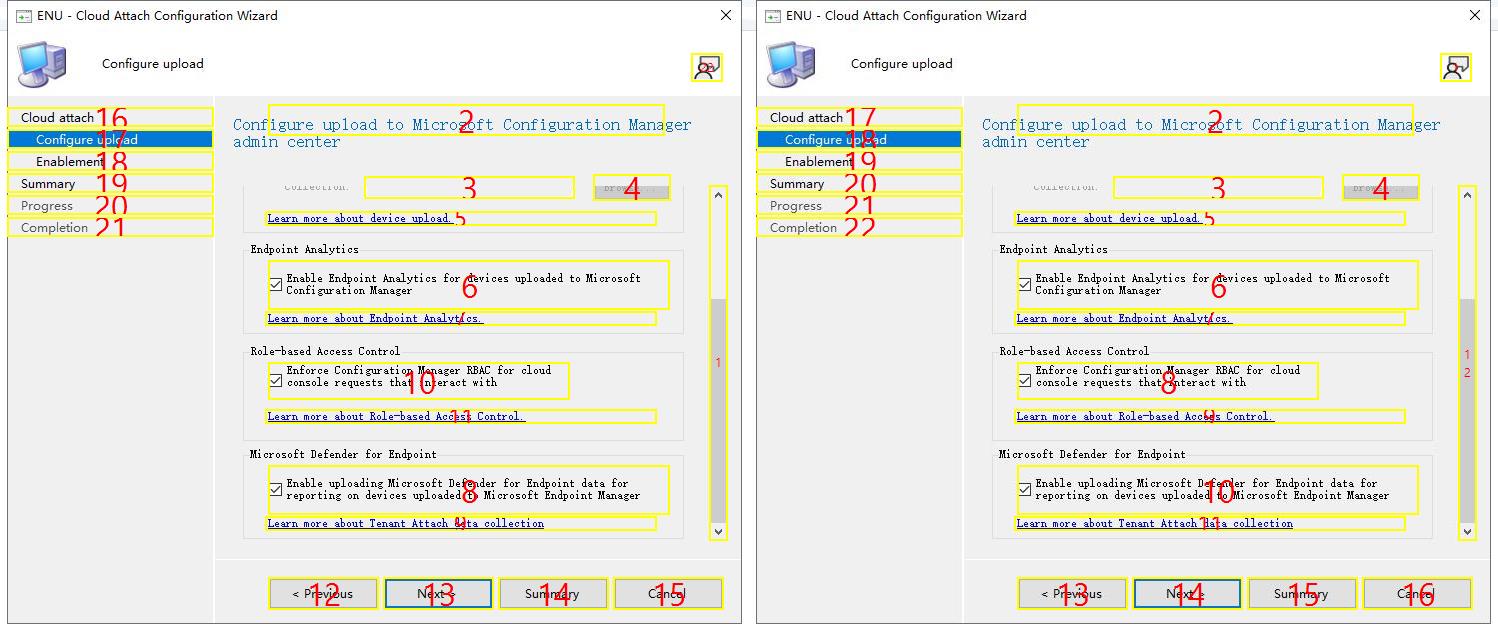 ENU - Cloud Attach Configuration Wizard
Configure upload
Cloud attach 16
Configure upload 17
Enablement 18
Summary 19
Progress 20
Completion 21
2
Configure upload to Microsoft Configuration Manager
admin center
Collection: 3
Browse... 4
Learn more about device upload. 5
Endpoint Analytics
Enable Endpoint Analytics for devices uploaded to Microsoft
Configuration Manager
6
Learn more about Endpoint Analytics. 7
Role-based Access Control
Enforce Configuration Manager RBAC for cloud
console requests that interact with
10
Learn more about Role-based Access Control. 11
1
Microsoft Defender for Endpoint
Enable uploading Microsoft Defender for Endpoint data for
reporting on devices uploaded to Microsoft Endpoint Manager
8
Learn more about Tenant Attach data collection 9
< Previous 12
Next > 13
Summary 14
Cancel 15
ENU - Cloud Attach Configuration Wizard
Configure upload
Cloud attach 17
Configure upload 18
Enablement 19
Summary 20
Progress 21
Completion 22
2
Configure upload to Microsoft Configuration Manager
admin center
Collection: 3
Browse... 4
Learn more about device upload. 5
Endpoint Analytics
Enable Endpoint Analytics for devices uploaded to Microsoft
Configuration Manager
6
Learn more about Endpoint Analytics. 7
Role-based Access Control
Enforce Configuration Manager RBAC for cloud
console requests that interact with
8
Learn more about Role-based Access Control. 9
1
12
Microsoft Defender for Endpoint
Enable uploading Microsoft Defender for Endpoint data for
reporting on devices uploaded to Microsoft Endpoint Manager
10
Learn more about Tenant Attach data collection 11
< Previous 13
Next > 14
Summary 15
Cancel 16